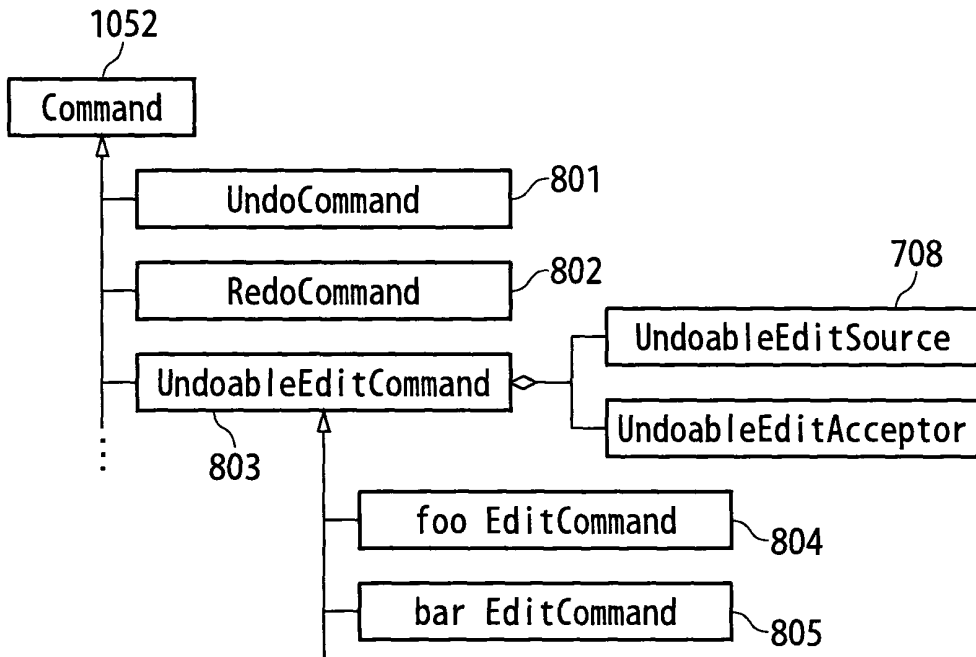 1052
Command
UndoCommand
801
RedoCommand
802
708
UndoableEditSource
UndoableEditCommand
UndoableEditAcceptor
803
foo EditCommand
804
bar EditCommand
805